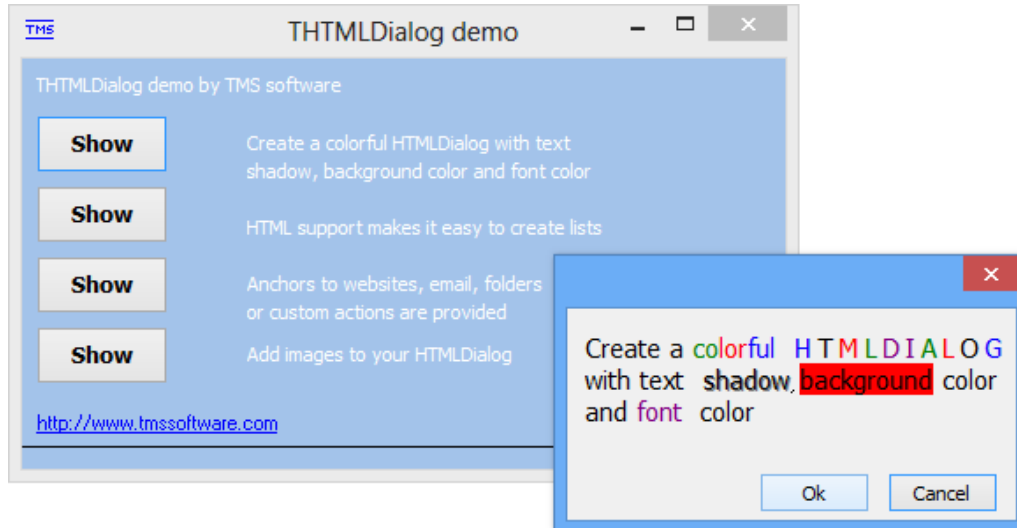 TMS
THTMLDialog demo
THTMLDialog demo by TMS software
Show
Create a colorful HTMLDialog with text
shadow, background color and font color
Show
HTML support makes it easy to create lists
Show
Anchors to websites, email, folders
or custom actions are provided
Show
Add images to your HTMLDialog
http://www.tmssoftware.com
Create a colorful H T M L D I A L O G
with text shadow, background color
and font color
Ok
Cancel